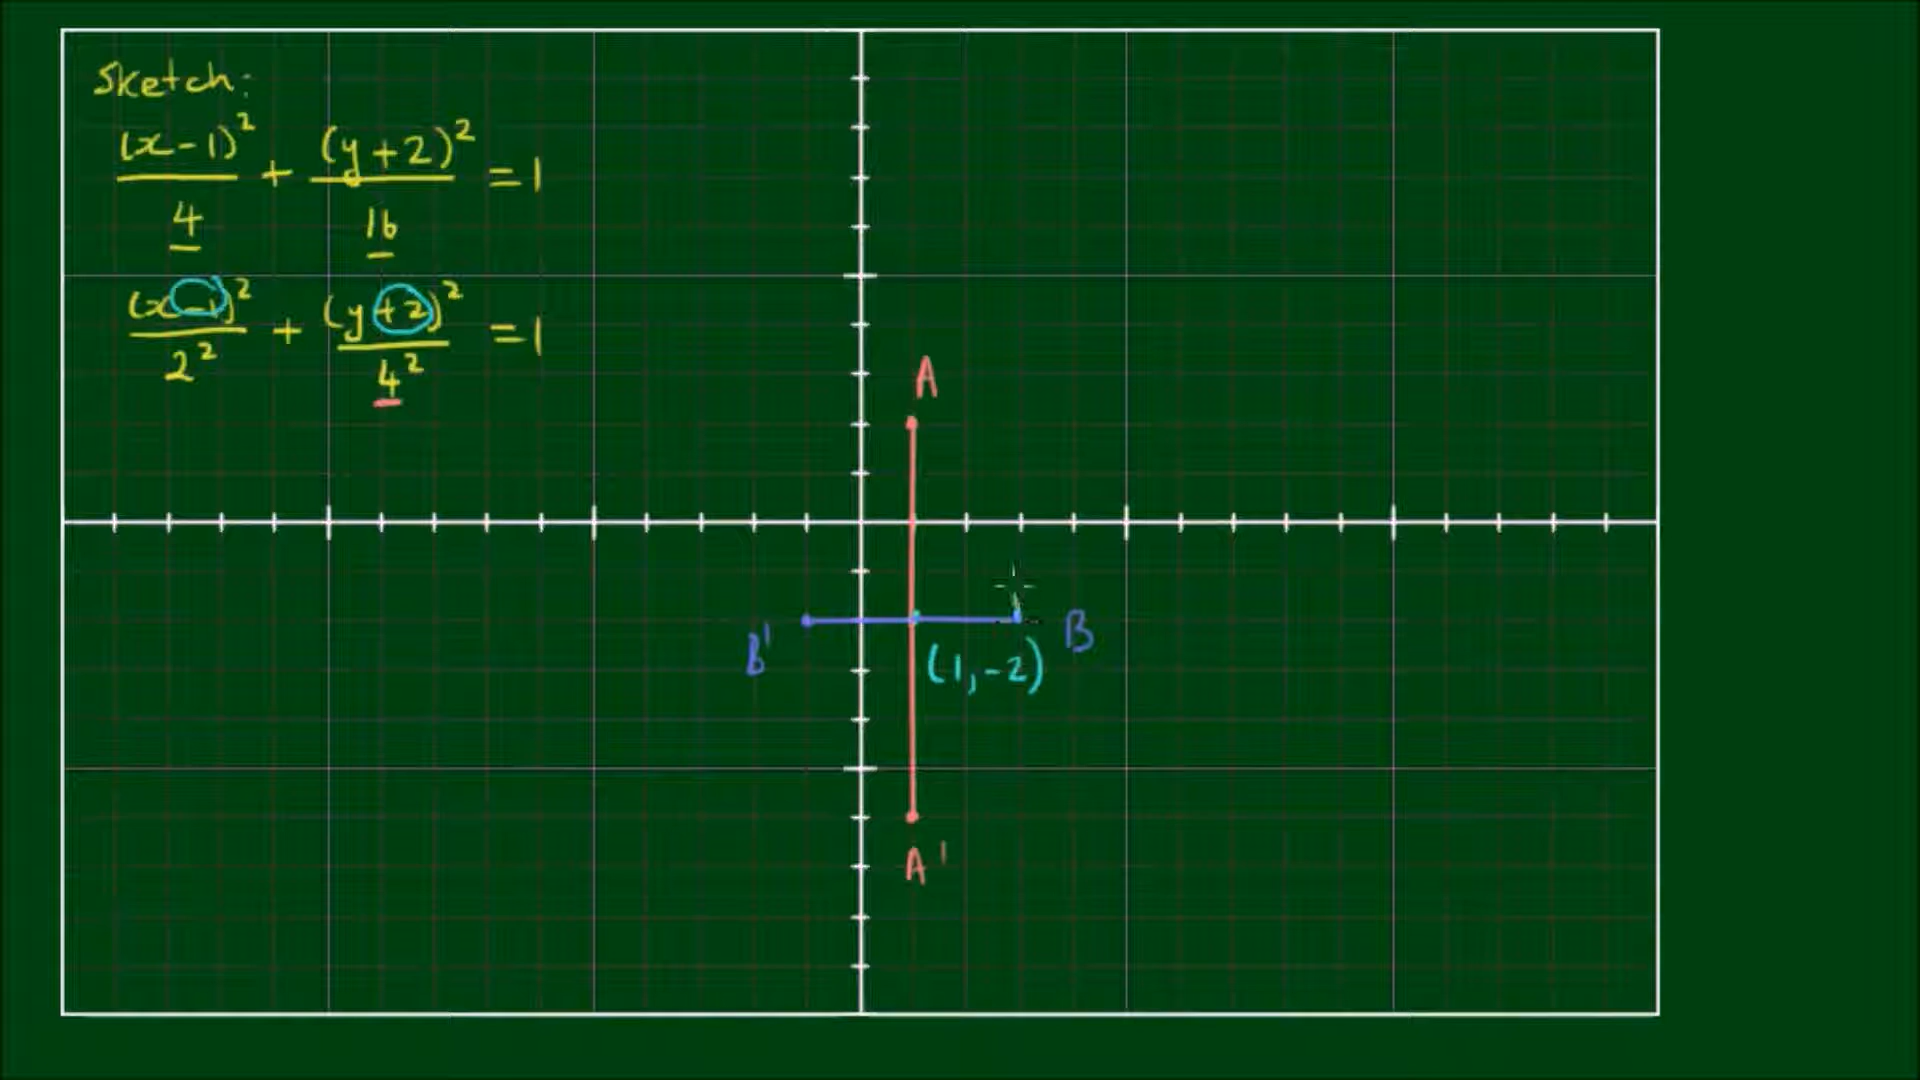 Sketch:
(x-1)²/4 + (y+2)²/16 = 1
(x-1)²/2² + (y+2)²/4² = 1
A
B' B
(1,-2)
A'